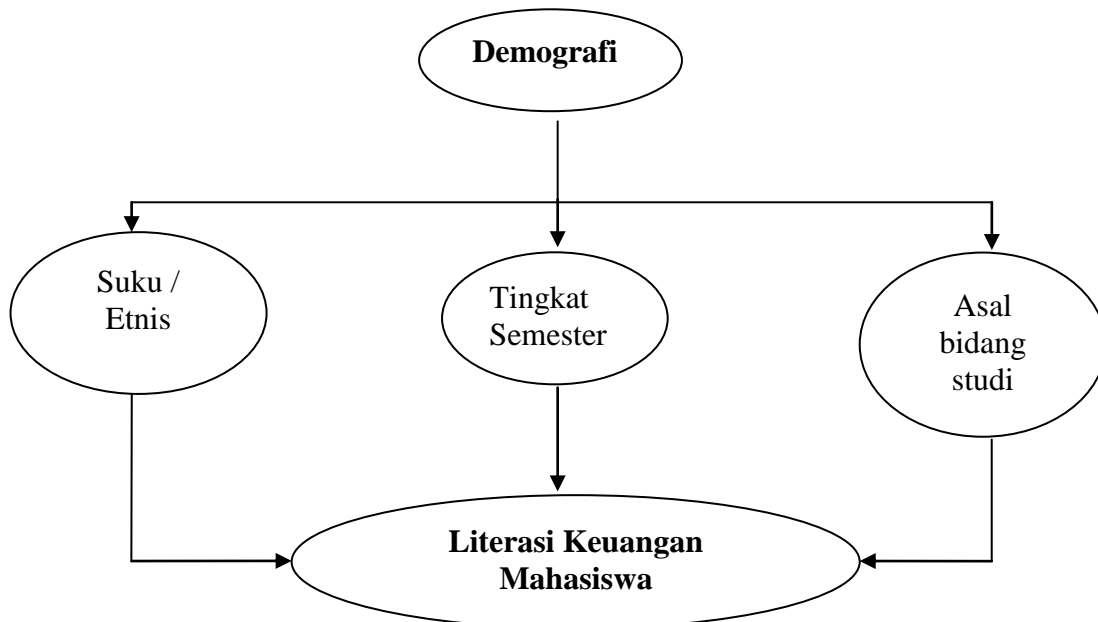 Demografi
Suku /
Etnis
Tingkat
Semester
Asal
bidang
studi
Literasi Keuangan
Mahasiswa